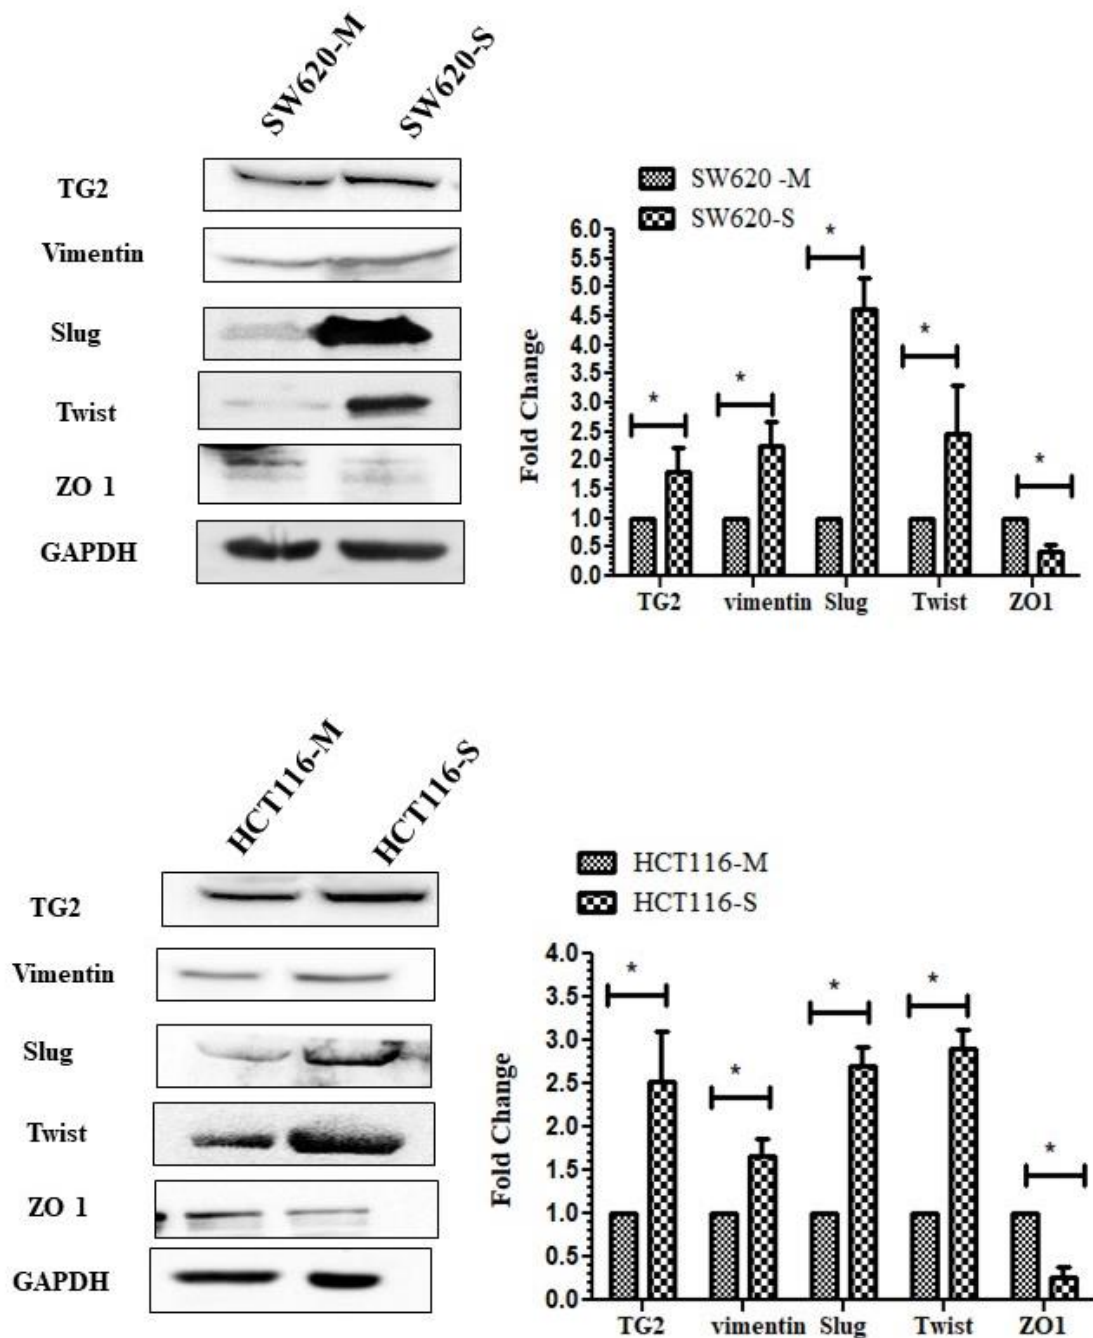 SW620-M
SW620-S
TG2
Vimentin
Slug
Twist
ZO 1
GAPDH
SW620 -M
SW620-S
Fold Change
6.0
5.5
5.0
4.5
4.0
3.5
3.0
2.5
2.0
1.5
1.0
0.5
0.0
*
*
*
*
*
TG2 vimentin Slug Twist ZO1
HCT116-M
HCT116-S
TG2
Vimentin
Slug
Twist
ZO 1
GAPDH
HCT116-M
HCT116-S
Fold Change
4.0
3.5
3.0
2.5
2.0
1.5
1.0
0.5
0.0
*
*
*
*
*
TG2 vimentin Slug Twist ZO1